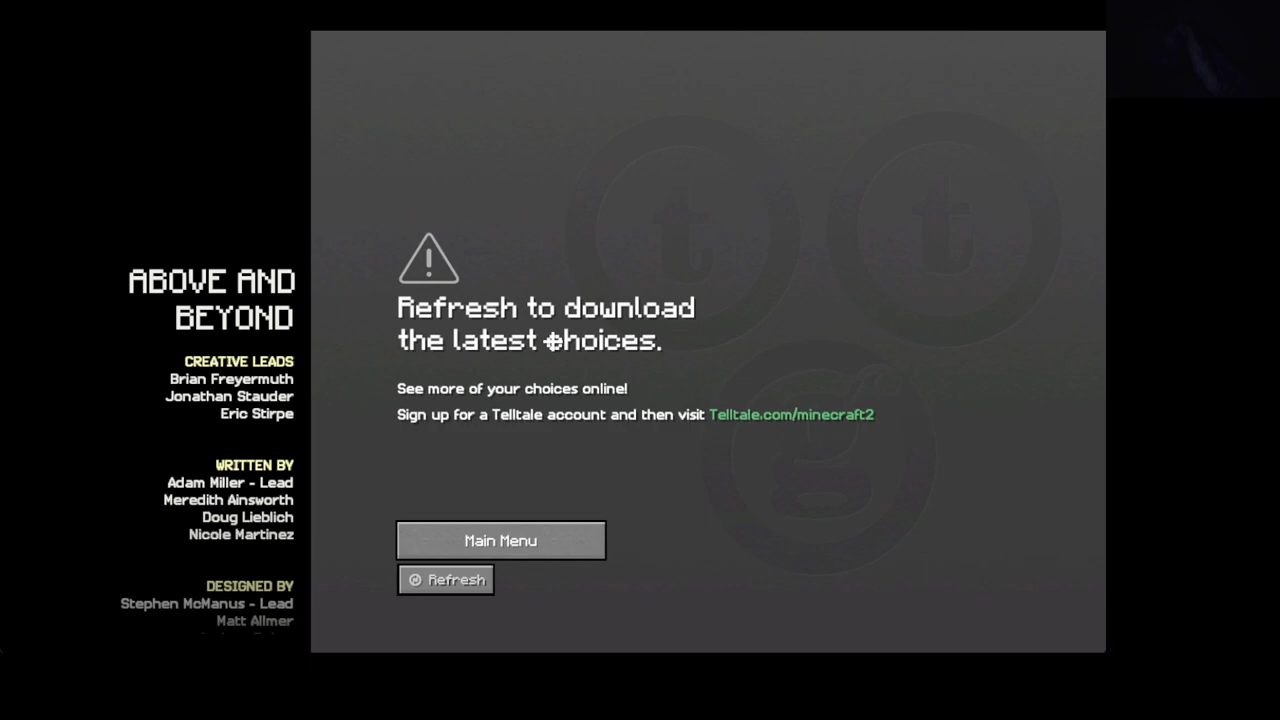 ABOVE AND
BEYOND
CREATIVE LEADS
Brian Freyermuth
Jonathan Stauder
Eric Stirpe
WRITTEN BY
Adam Miller - Lead
Meredith Ainsworth
Doug Lieblich
Nicole Martinez
DESIGNED BY
Stephen McManus - Lead
Matt Allmer
Refresh to download
the latest choices.
See more of your choices online!
Sign up for a Telltale account and then visit Telltale.com/minecraft2
Main Menu
Refresh
t t
g